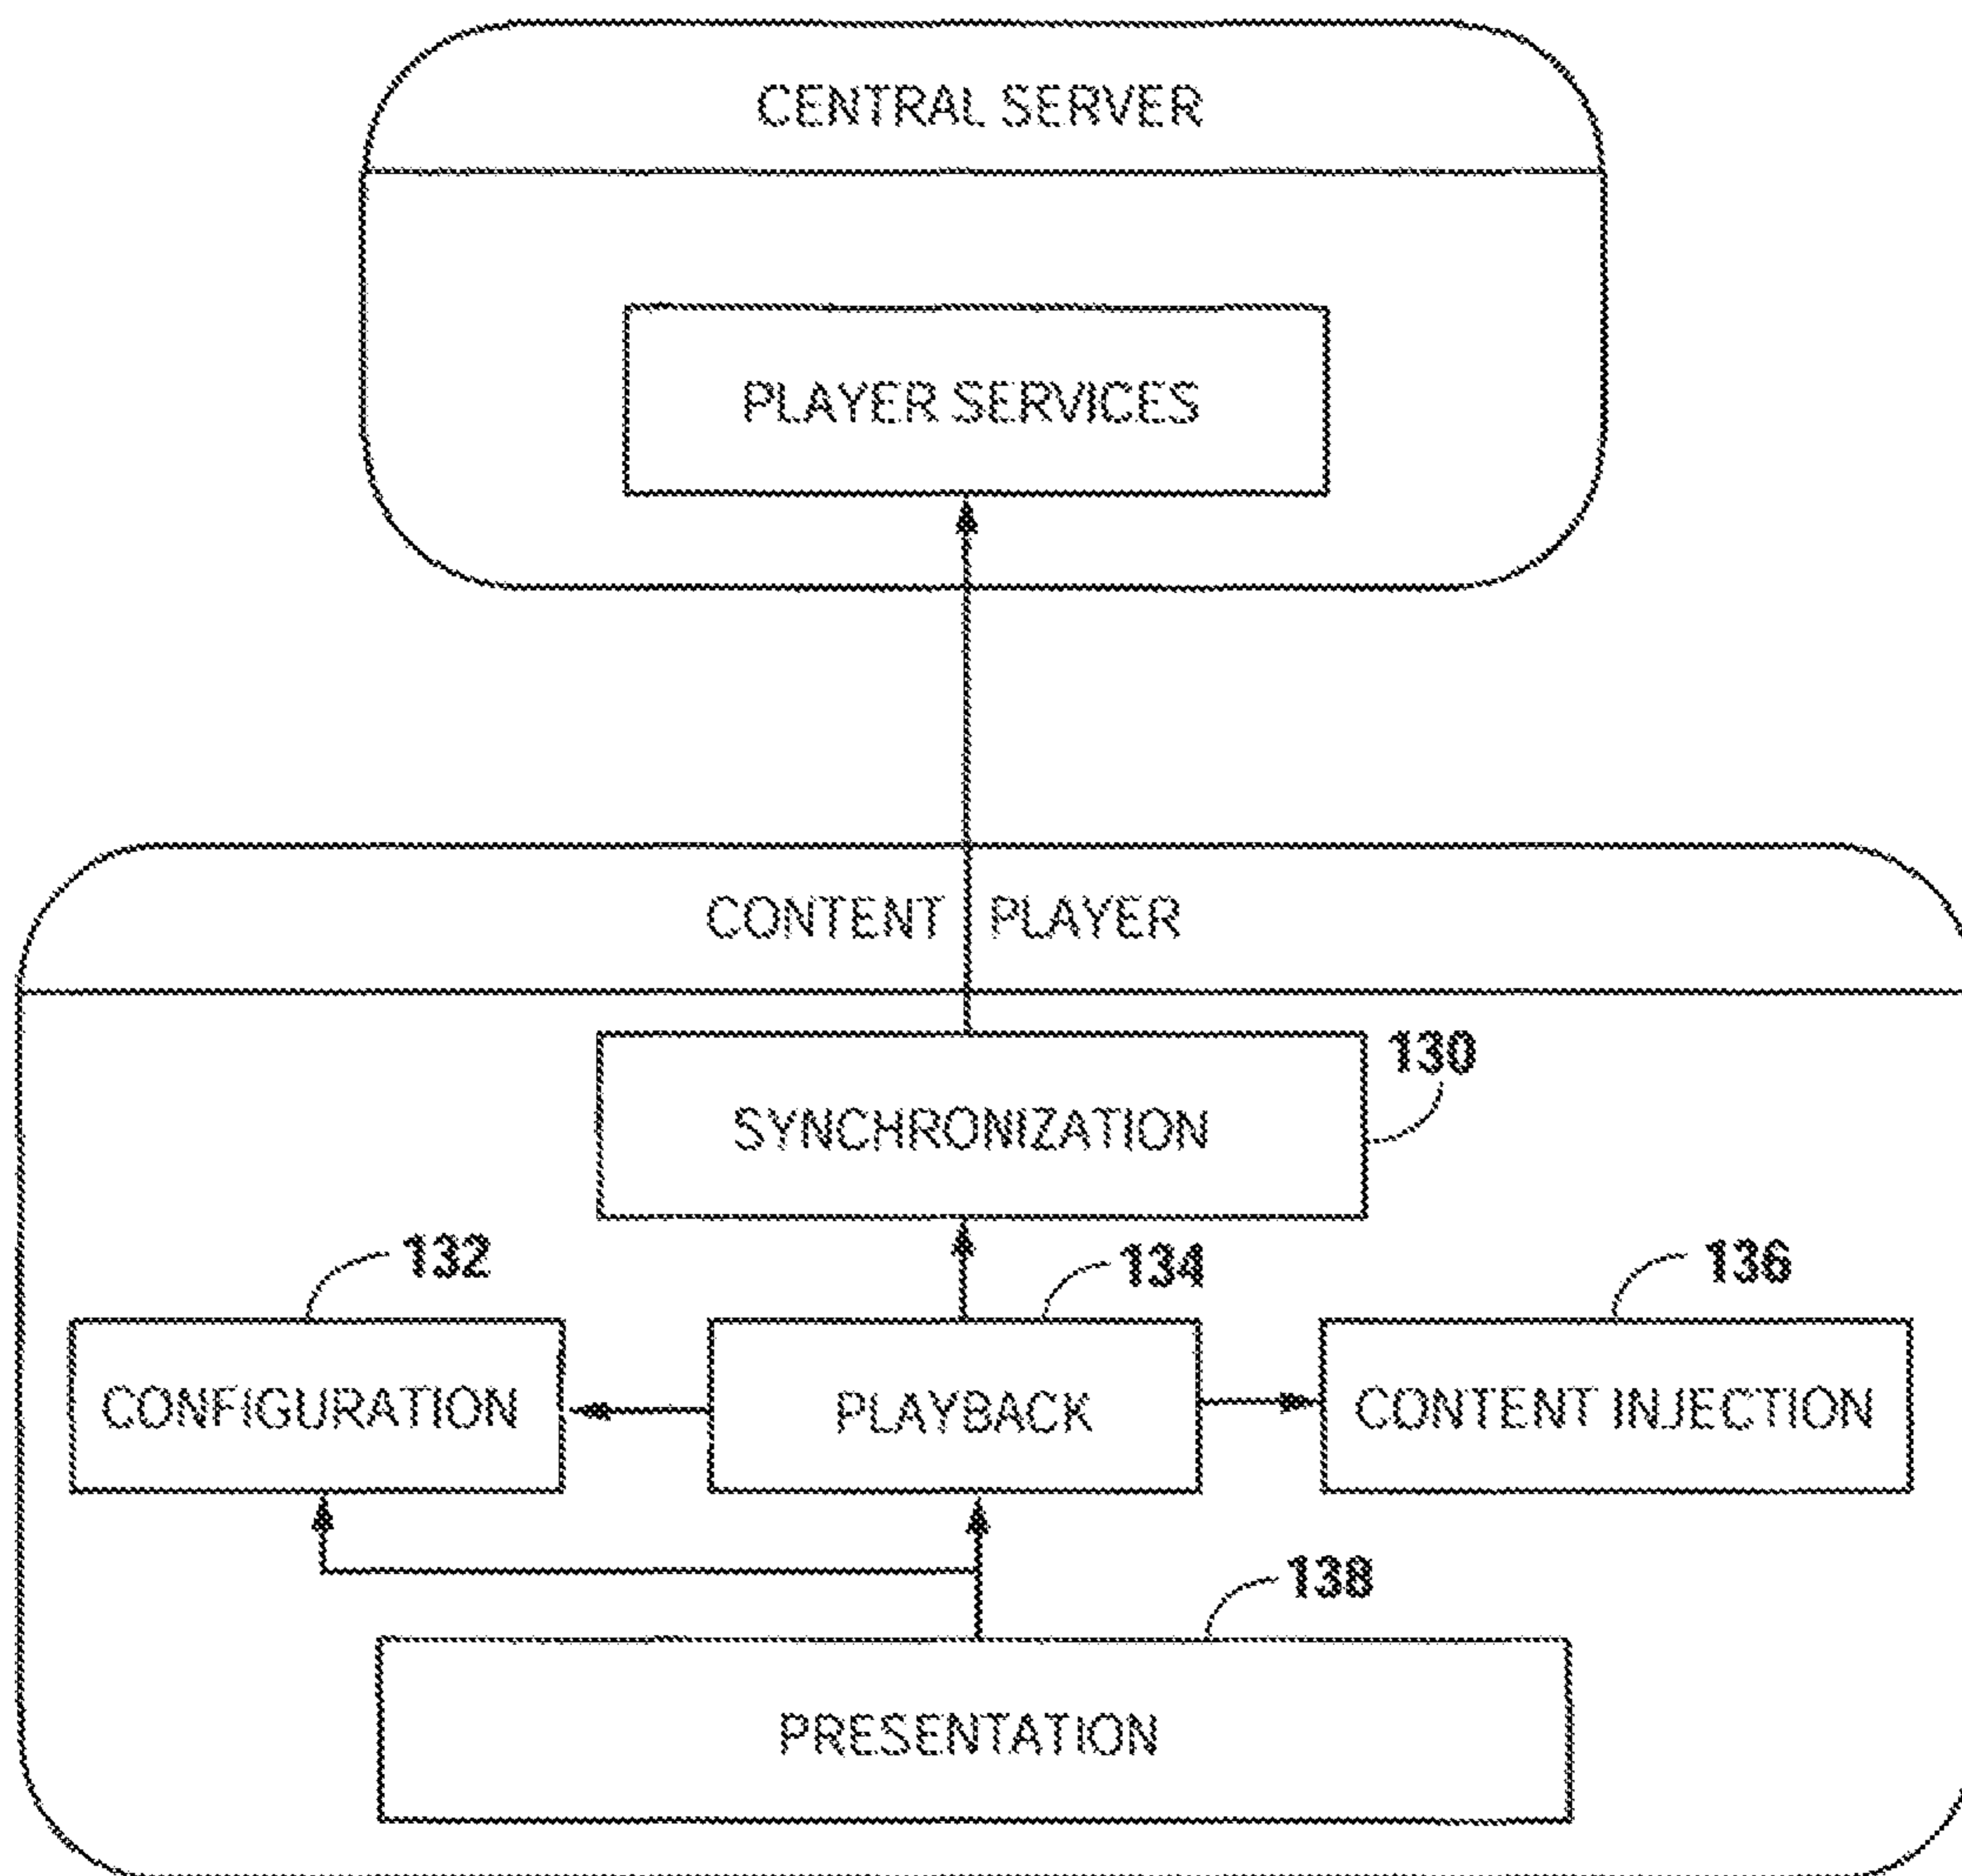 CENTRAL SERVER
PLAYER SERVICES
CONTENT PLAYER
130
SYNCHRONIZATION
132
134
136
CONFIGURATION
PLAYBACK
CONTENT INJECTION
138
PRESENTATION